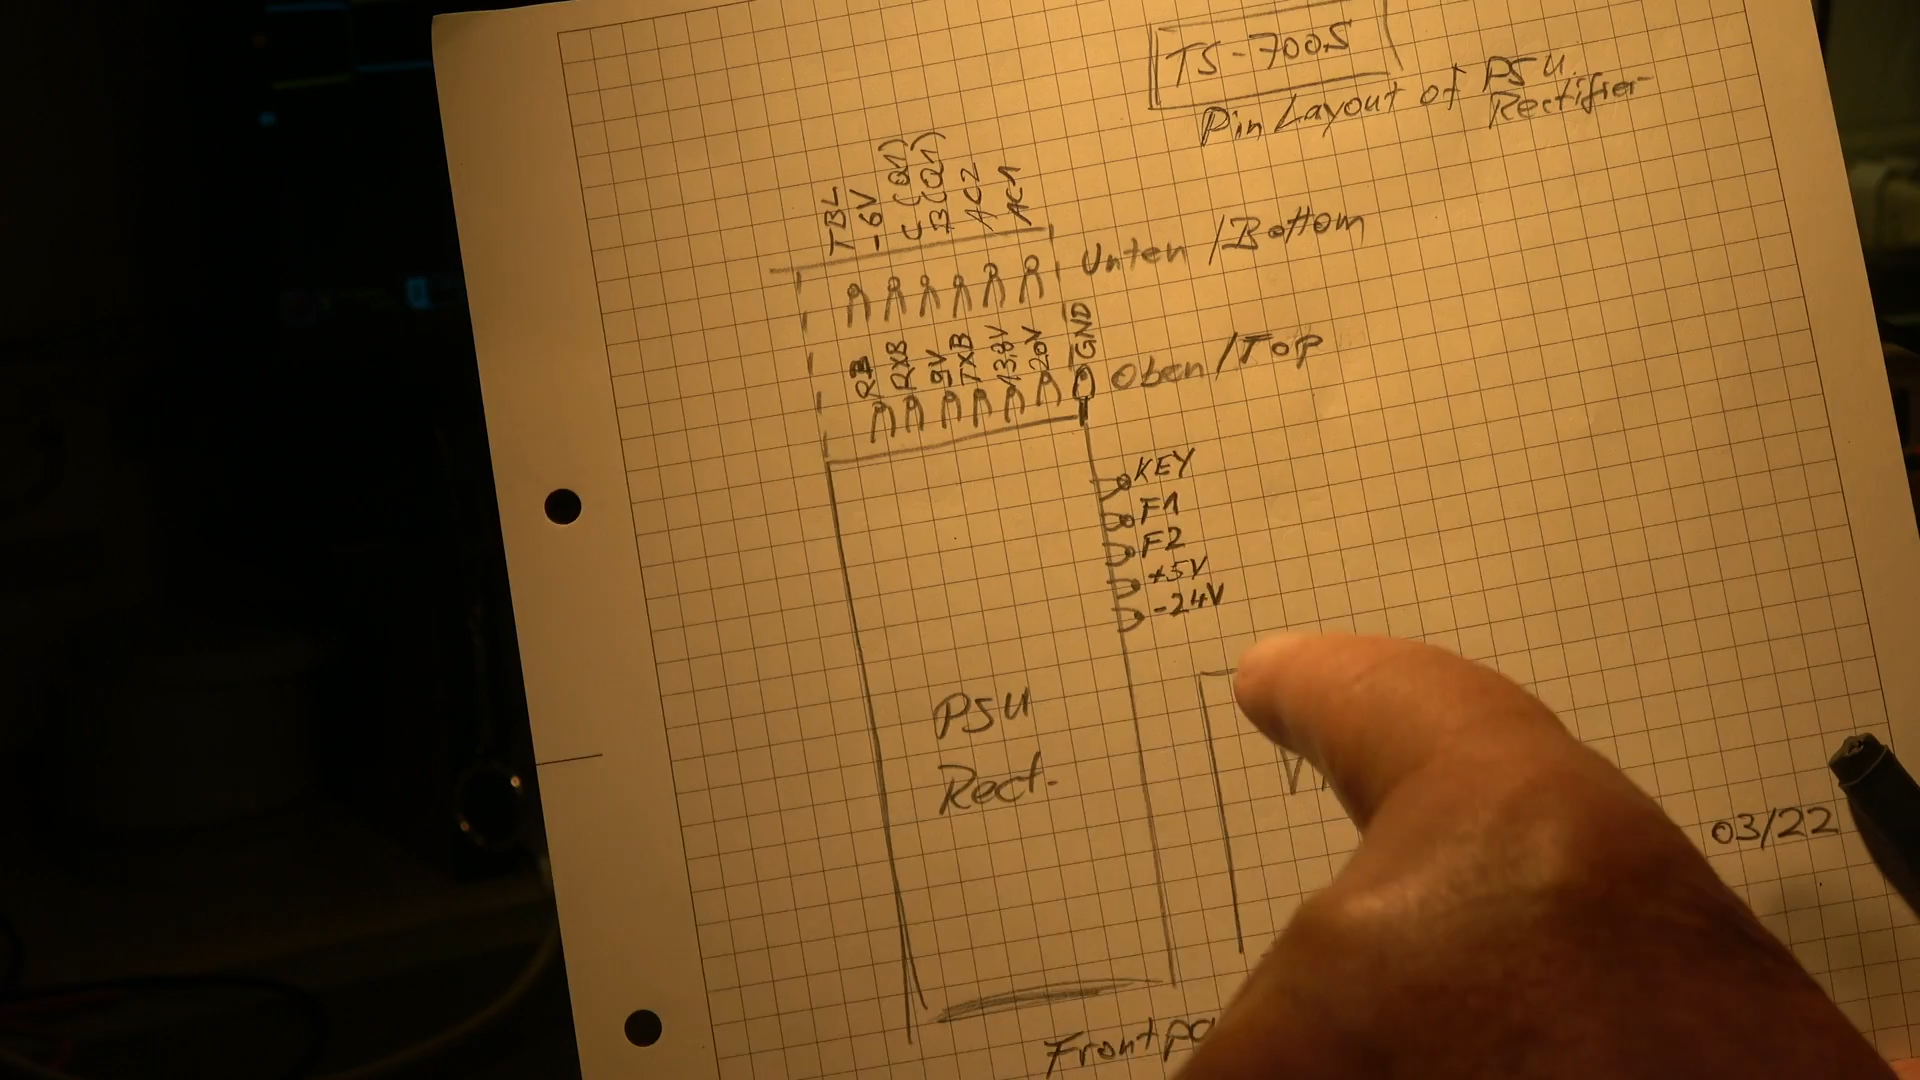 TS-700S
Pin Layout of PSU
Rectifier
TBL
-6V
C (Q1)
B (Q1)
AC2
AC1
Unten / Bottom
RXB
9V
TXB
13.8V
20V
GND
Oben / Top
KEY
F1
F2
+5V
-24V
PSU
Rect.
03/22